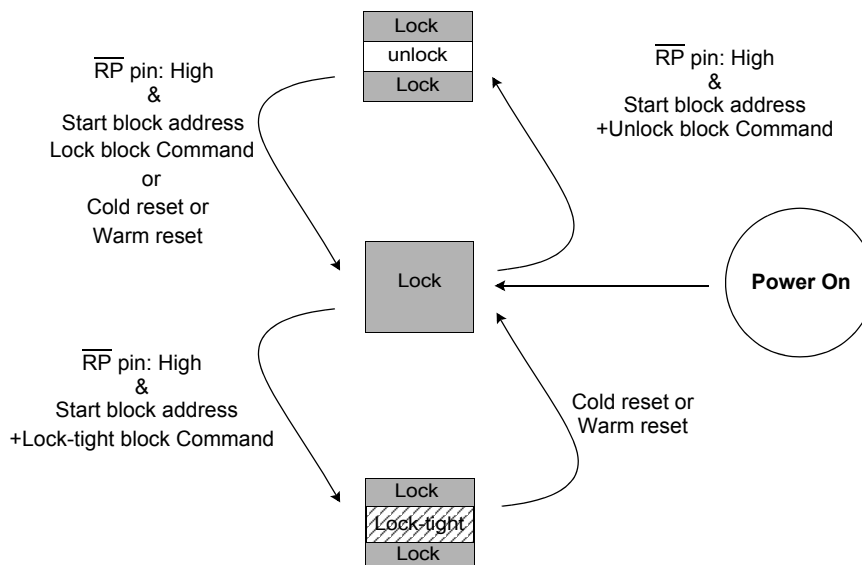 Lock
unlock
Lock
RP pin: High
&
Start block address
Lock block Command
or
Cold reset or
Warm reset
RP pin: High
&
Start block address
+Unlock block Command
Lock
Power On
RP pin: High
&
Start block address
+Lock-tight block Command
Cold reset or
Warm reset
Lock
Lock-tight
Lock